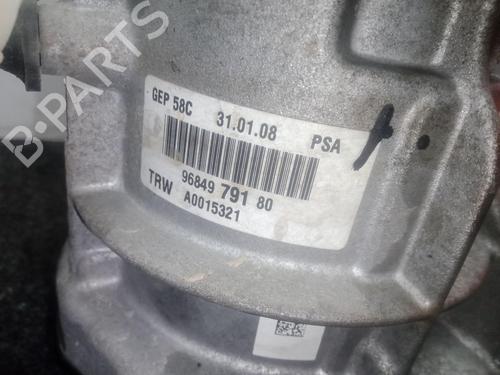 B-PARTS
GEP 58C 31.01.08 PSA
96849 791 80
TRW A0015321